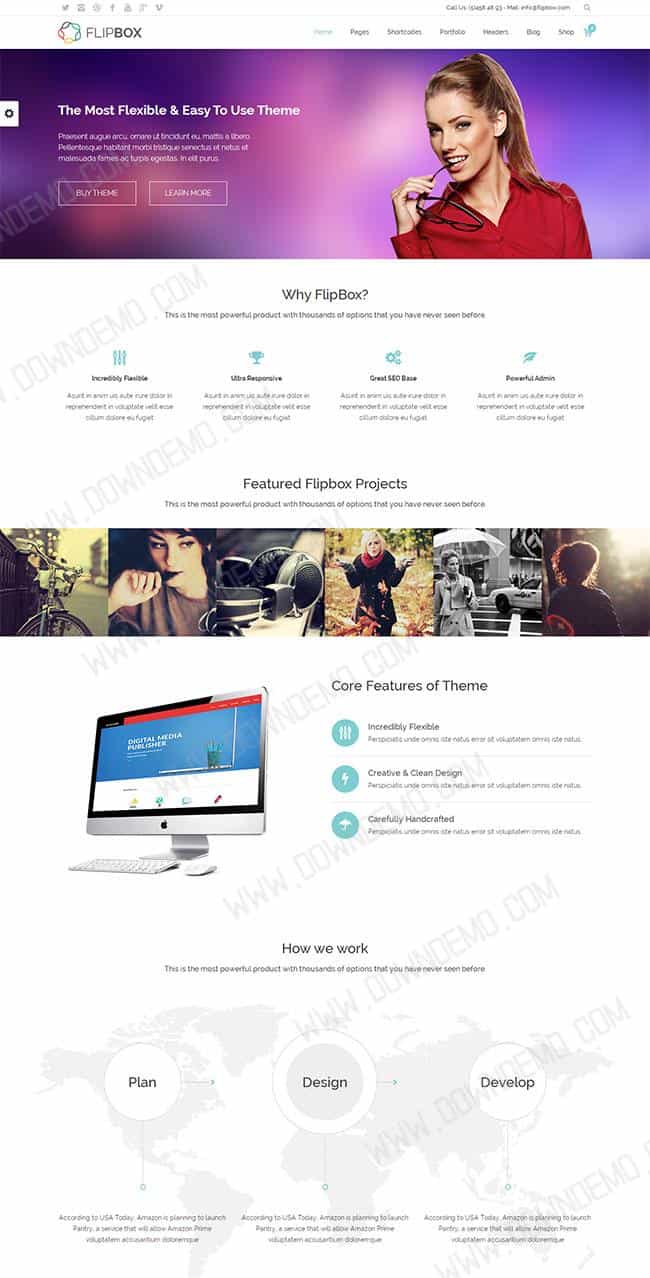 Call Us: (5)456 48 93 - Mail: info@flipbox.com
FLIPBOX
Home Pages Shortcodes Portfolio Headers Blog Shop
The Most Flexible & Easy To Use Theme
Praesent augue arcu, ornare ut tincidunt eu, mattis a libero.
Pellentesque habitant morbi tristique senectus et netus et
malesuada fames ac turpis egestas. In elit purus.
BUY THEME LEARN MORE
Why FlipBox?
This is the most powerful product with thousands of options that you have never seen before.
Incredibly Flexible
Asunt in anim uis aute irure dolor in
reprehenderit in voluptate velit esse
cillum dolore eu fugiat
Ultra Responsive
Asunt in anim uis aute irure dolor in
reprehenderit in voluptate velit esse
cillum dolore eu fugiat
Great SEO Base
Asunt in anim uis aute irure dolor in
reprehenderit in voluptate velit esse
cillum dolore eu fugiat
Powerful Admin
Asunt in anim uis aute irure dolor in
reprehenderit in voluptate velit esse
cillum dolore eu fugiat
Featured Flipbox Projects
This is the most powerful product with thousands of options that you have never seen before.
DIGITAL MEDIA
PUBLISHER
Core Features of Theme
Incredibly Flexible
Perspiciatis unde omnis iste natus error sit voluptatem omnis iste natus.
Creative & Clean Design
Perspiciatis unde omnis iste natus error sit voluptatem omnis iste natus.
Carefully Handcrafted
Perspiciatis unde omnis iste natus error sit voluptatem omnis iste natus.
How we work
This is the most powerful product with thousands of options that you have never seen before.
Plan
Design
Develop
According to USA Today, Amazon is planning to launch
Pantry, a service that will allow Amazon Prime
voluptatem accusantium doloremque
According to USA Today, Amazon is planning to launch
Pantry, a service that will allow Amazon Prime
voluptatem accusantium doloremque
According to USA Today, Amazon is planning to launch
Pantry, a service that will allow Amazon Prime
voluptatem accusantium doloremque
WWW.DOWNDEMO.COM